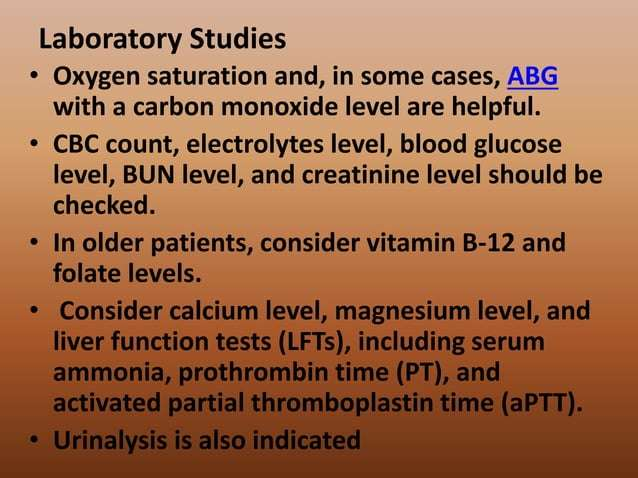 Laboratory Studies
• Oxygen saturation and, in some cases, ABG
with a carbon monoxide level are helpful.
• CBC count, electrolytes level, blood glucose
level, BUN level, and creatinine level should be
checked.
• In older patients, consider vitamin B-12 and
folate levels.
• Consider calcium level, magnesium level, and
liver function tests (LFTs), including serum
ammonia, prothrombin time (PT), and
activated partial thromboplastin time (aPTT).
• Urinalysis is also indicated